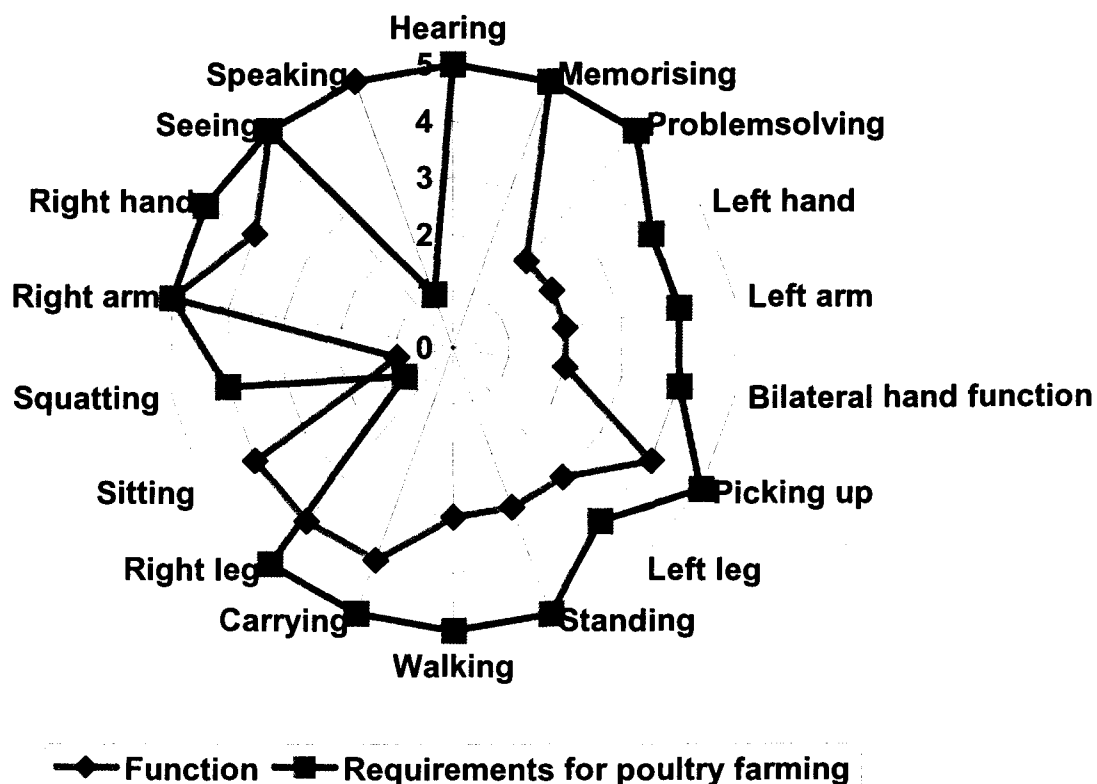 Hearing
5
Speaking
Memorising
4
Seeing
Problemsolving
3
Right hand
Left hand
2
Right arm
Left arm
0
Squatting
Bilateral hand function
Sitting
Picking up
Right leg
Left leg
Carrying
Standing
Walking
Function
Requirements for poultry farming